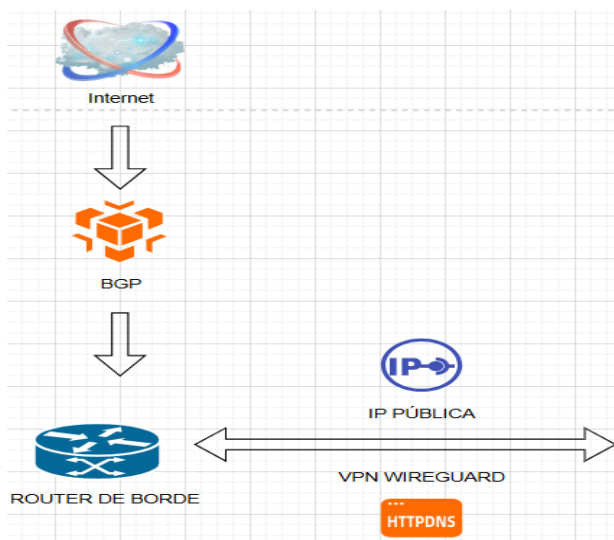 Internet
BGP
IP
IP PÚBLICA
ROUTER DE BORDE
VPN WIREGUARD
HTTPDNS